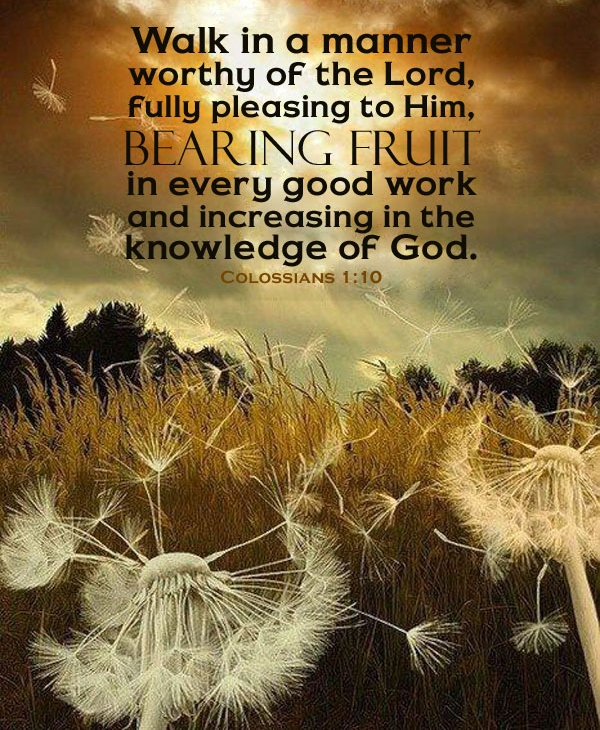 Walk in a manner
worthy of the Lord,
fully pleasing to Him,
BEARING FRUIT
in every good work
and increasing in the
knowledge of God.
Colossians 1:10